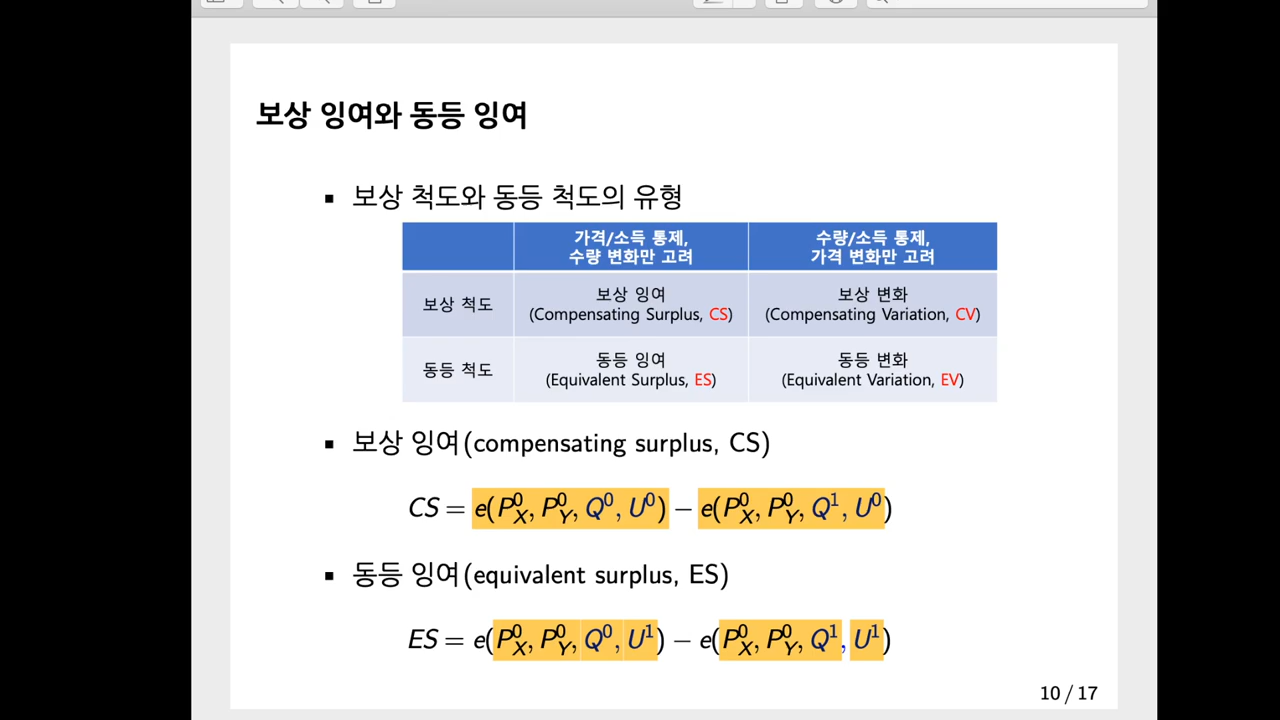 보상 잉여와 동등 잉여
▪ 보상 척도와 동등 척도의 유형
가격/소득 통제, 수량/소득 통제,
수량 변화만 고려 가격 변화만 고려
보상 척도
보상 잉여
(Compensating Surplus, CS)
보상 변화
(Compensating Variation, CV)
동등 척도
동등 잉여
(Equivalent Surplus, ES)
동등 변화
(Equivalent Variation, EV)
▪ 보상 잉여(compensating surplus, CS)
CS = e(P_X^0, P_Y^0, Q^0, U^0) − e(P_X^0, P_Y^0, Q^1, U^0)
▪ 동등 잉여(equivalent surplus, ES)
ES = e(P_X^0, P_Y^0, Q^0, U^1) − e(P_X^0, P_Y^0, Q^1, U^1)
10 / 17